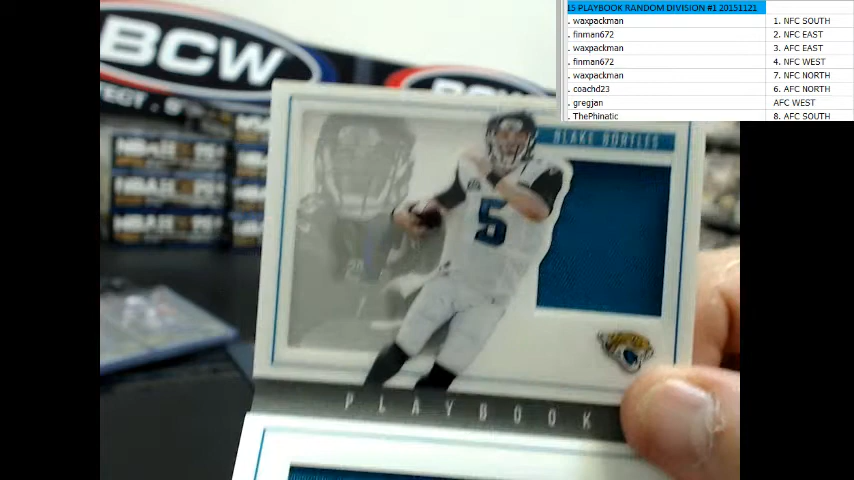 15 PLAYBOOK RANDOM DIVISION #1 20151121
. waxpackman 1. NFC SOUTH
. finman672 2. NFC EAST
. waxpackman 3. AFC EAST
. finman672 4. NFC WEST
. waxpackman 7. NFC NORTH
. coachd23 6. AFC NORTH
. gregjan AFC WEST
. ThePhinatic 8. AFC SOUTH
BCW
BLAKE BORTLES
5
PLAYBOOK